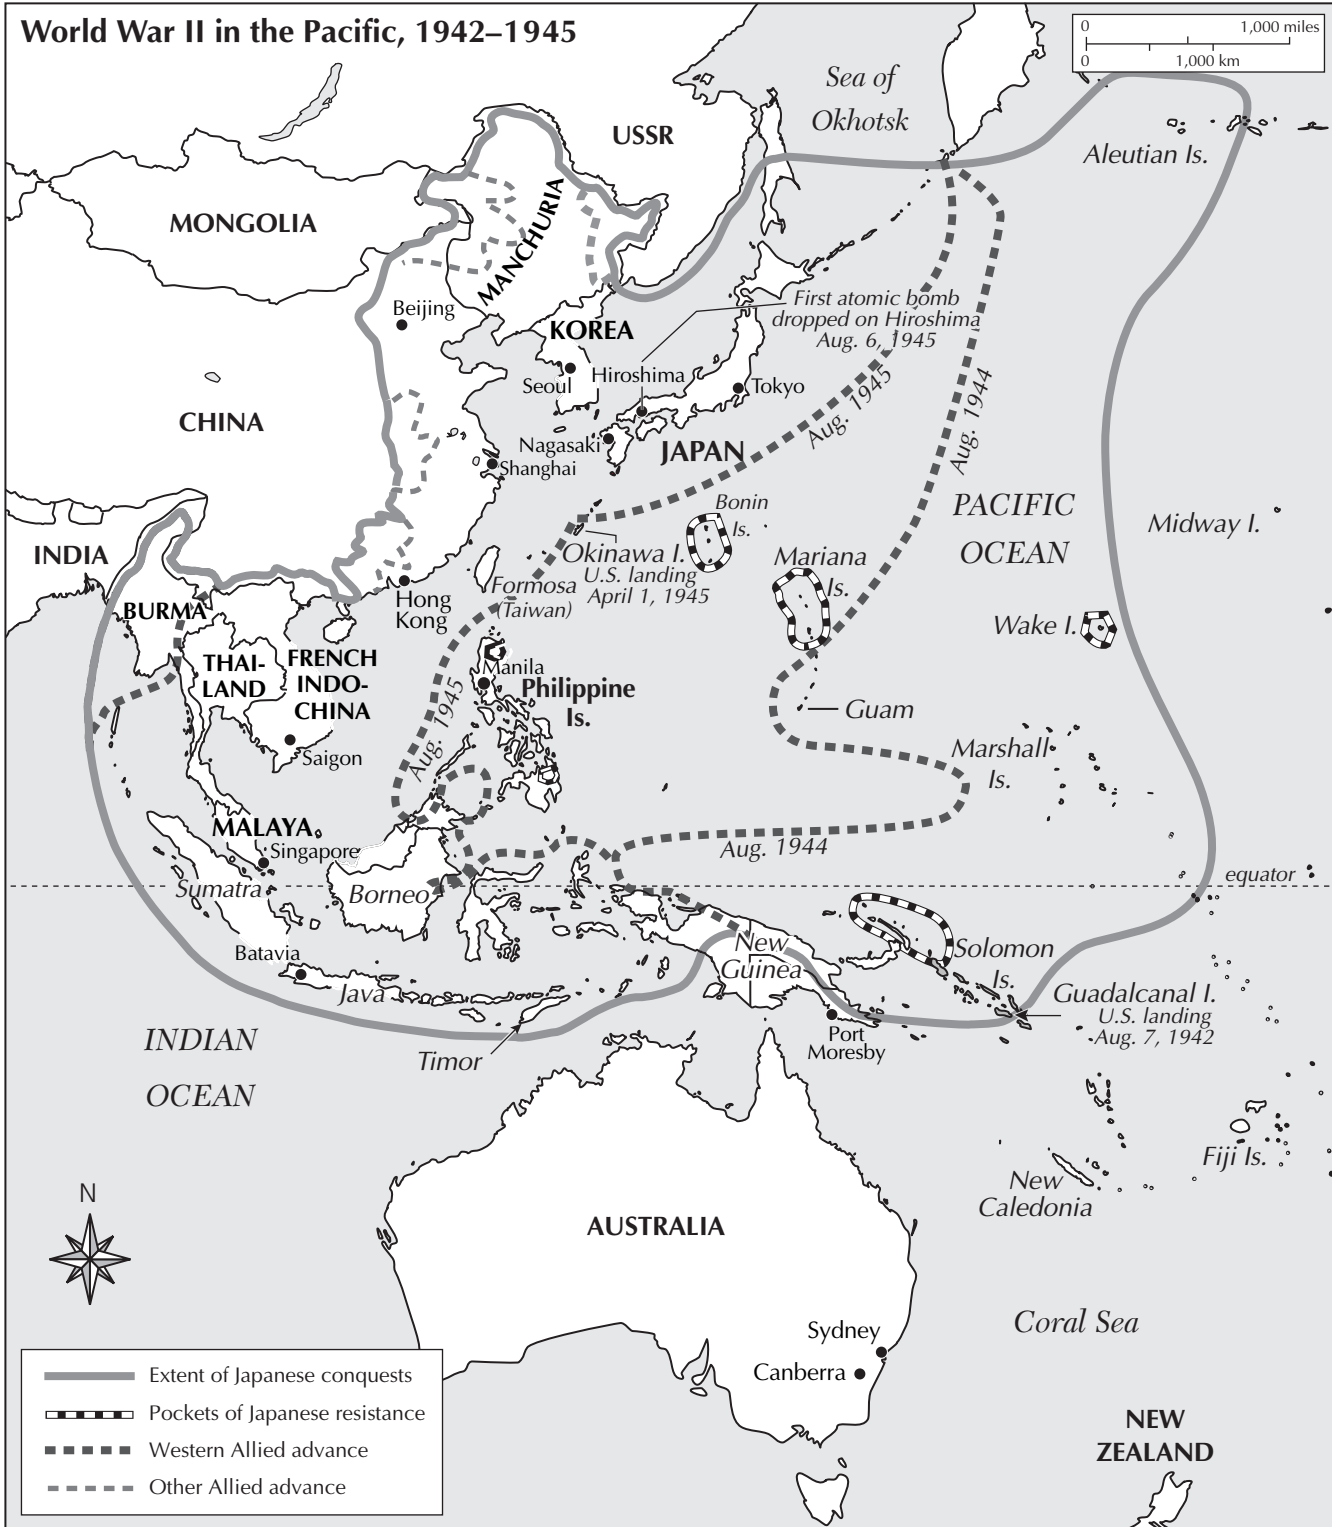 World War II in the Pacific, 1942–1945
0
1,000 miles
0
1,000 km
Sea of
Okhotsk
USSR
Aleutian Is.
MONGOLIA
MANCHURIA
Beijing
First atomic bomb
dropped on Hiroshima
Aug. 6, 1945
KOREA
Seoul
Hiroshima
Tokyo
Aug. 1945
Aug. 1944
CHINA
Nagasaki
JAPAN
Shanghai
PACIFIC
OCEAN
Bonin
Is.
Midway I.
INDIA
Okinawa I.
U.S. landing
April 1, 1945
Mariana
Is.
Formosa
(Taiwan)
BURMA
Hong
Kong
Wake I.
THAI-
LAND
FRENCH
INDO-
CHINA
Manila
Philippine
Is.
Guam
Aug. 1945
Saigon
Marshall
Is.
MALAYA
Singapore
Aug. 1944
Sumatra
Borneo
equator
Batavia
New
Guinea
Solomon
Is.
Java
Guadalcanal I.
U.S. landing
Aug. 7, 1942
INDIAN
OCEAN
Timor
Port
Moresby
Fiji Is.
New
Caledonia
N
AUSTRALIA
Coral Sea
Sydney
Canberra
NEW
ZEALAND
Extent of Japanese conquests
Pockets of Japanese resistance
Western Allied advance
Other Allied advance